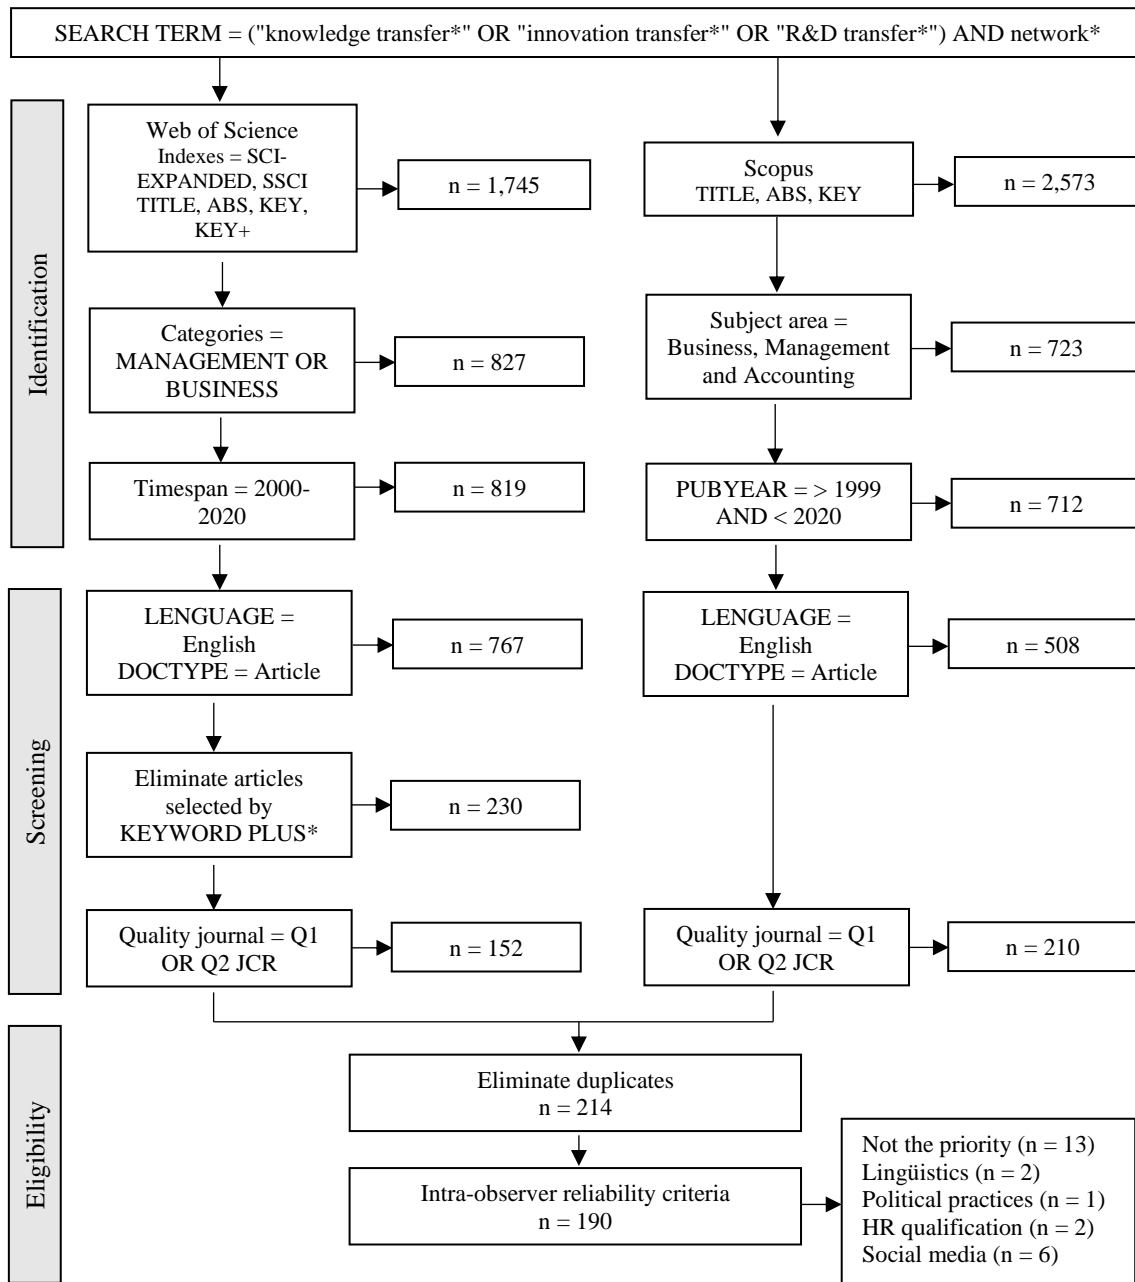 SEARCH TERM = ("knowledge transfer*" OR "innovation transfer*" OR "R&D transfer*") AND network*
Identification
Web of Science
Indexes = SCI-
EXPANDED, SSCI
TITLE, ABS, KEY,
KEY+
n = 1,745
Scopus
TITLE, ABS, KEY
n = 2,573
Categories =
MANAGEMENT OR
BUSINESS
n = 827
Subject area =
Business, Management
and Accounting
n = 723
Timespan = 2000-
2020
n = 819
PUBYEAR = > 1999
AND < 2020
n = 712
Screening
LENGUAGE =
English
DOCTYPE = Article
n = 767
LENGUAGE =
English
DOCTYPE = Article
n = 508
Eliminate articles
selected by
KEYWORD PLUS*
n = 230
Quality journal = Q1
OR Q2 JCR
n = 152
Quality journal = Q1
OR Q2 JCR
n = 210
Eligibility
Eliminate duplicates
n = 214
Intra-observer reliability criteria
n = 190
Not the priority (n = 13)
Lingüistics (n = 2)
Political practices (n = 1)
HR qualification (n = 2)
Social media (n = 6)